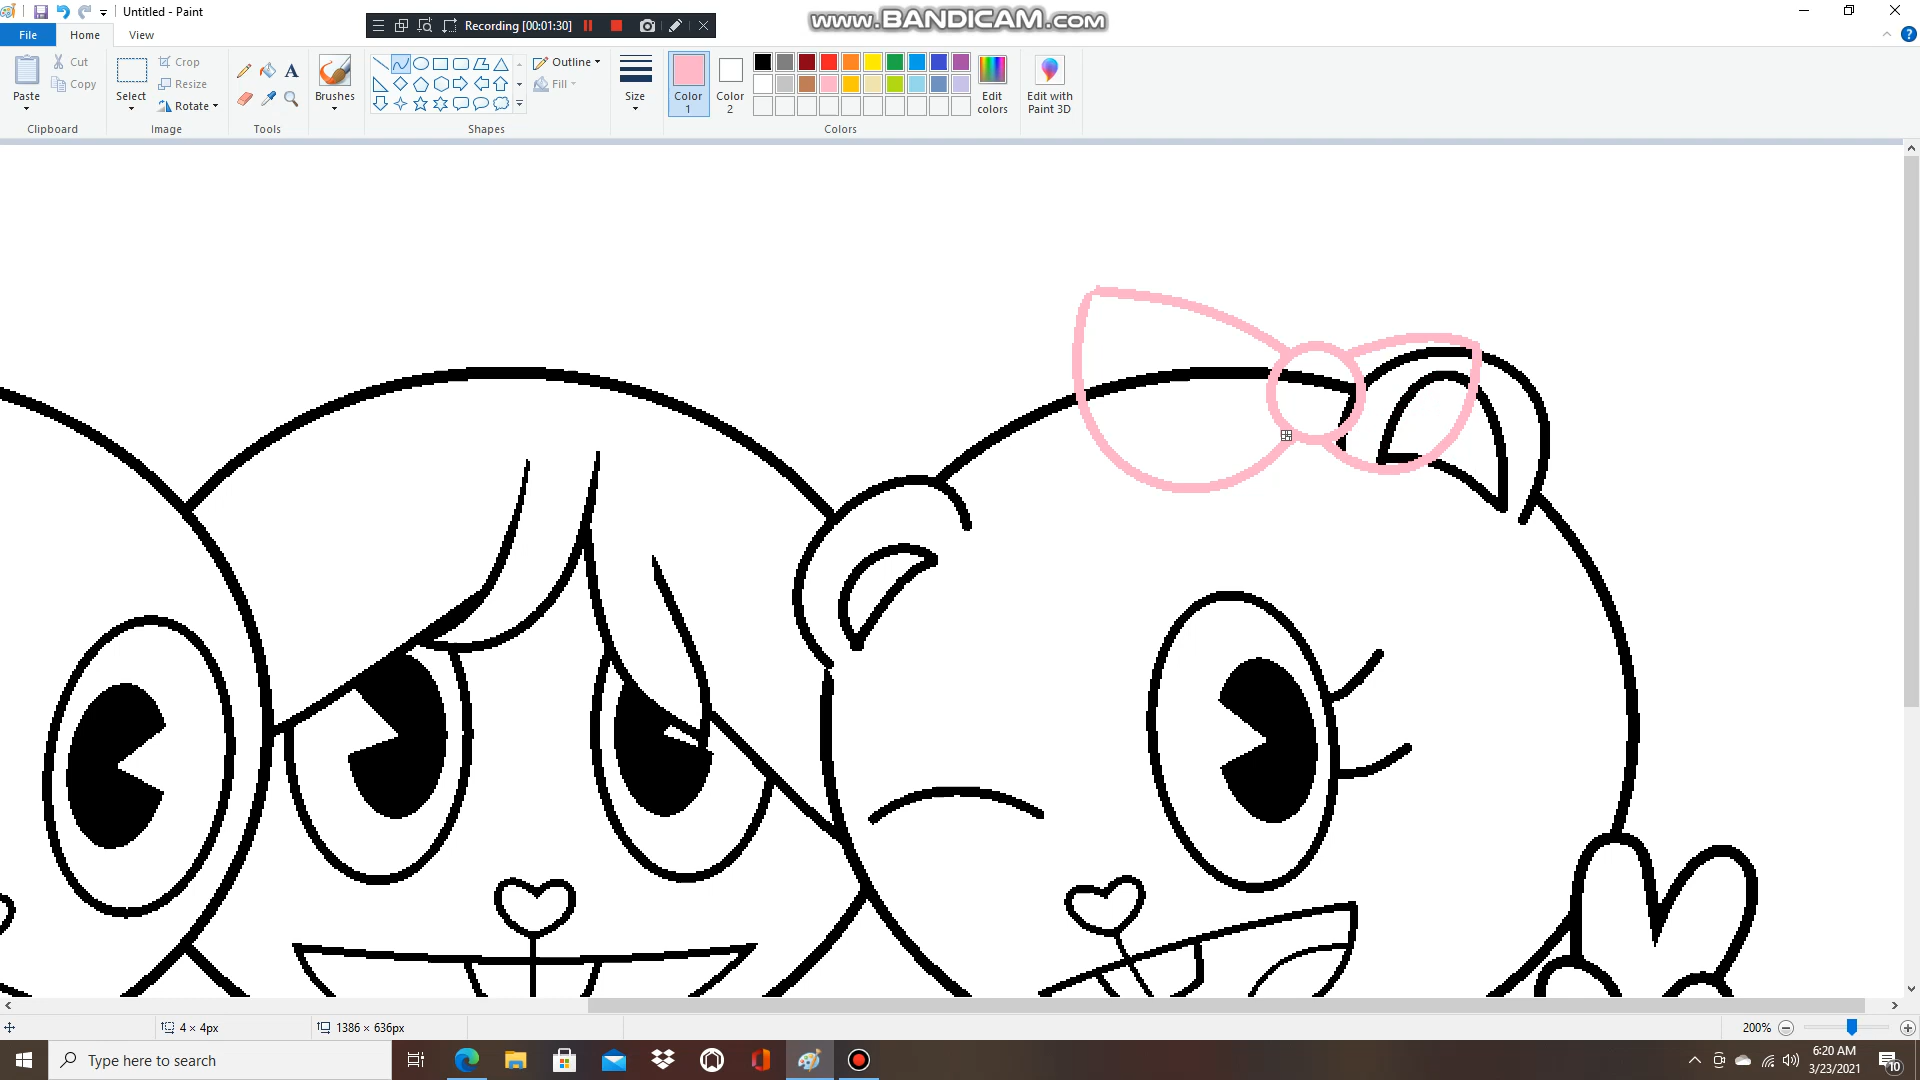 Untitled - Paint
Recording [00:01:30]
www.BANDICAM.com
File
Home
View
Paste
Cut
Copy
Clipboard
Select
Crop
Resize
Rotate
Image
A
Tools
Brushes
Outline
Fill
Shapes
Size
Color 1
Color 2
Edit colors
Colors
Edit with Paint 3D
4 × 4px
1386 × 636px
200%
Type here to search
6:20 AM
3/23/2021
10